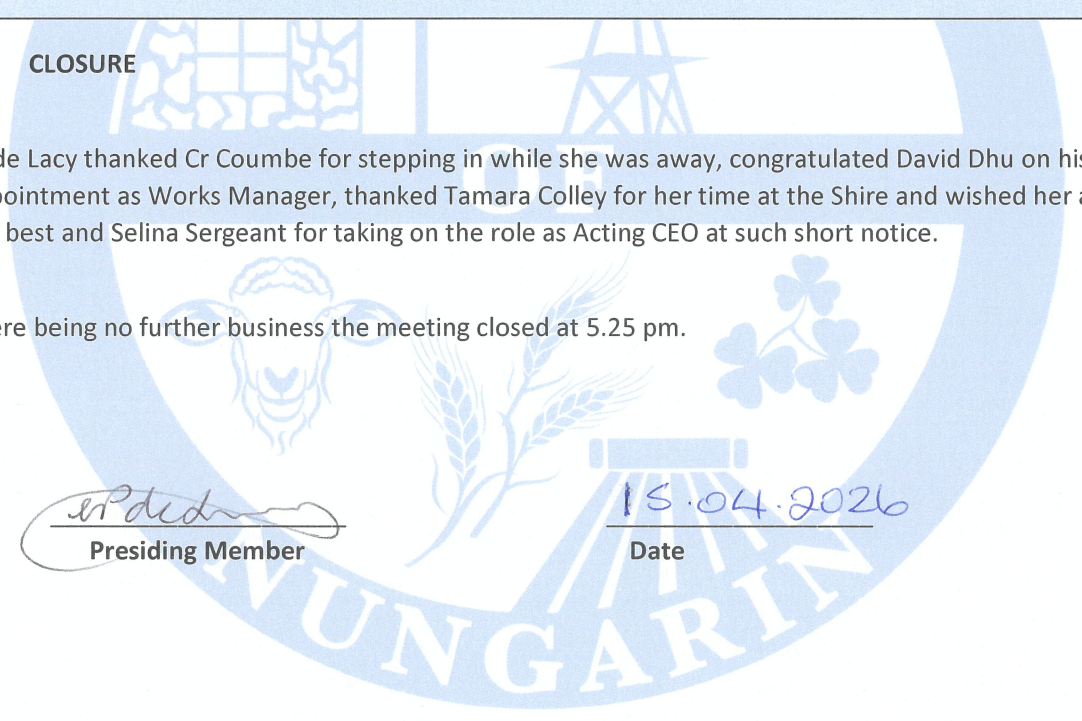 CLOSURE
de Lacy thanked Cr Coumbe for stepping in while she was away, congratulated David Dhu on his
pointment as Works Manager, thanked Tamara Colley for her time at the Shire and wished her a
best and Selina Sergeant for taking on the role as Acting CEO at such short notice.
ere being no further business the meeting closed at 5.25 pm.
15.04.2026
Presiding Member
Date
OF
NUNGARIN